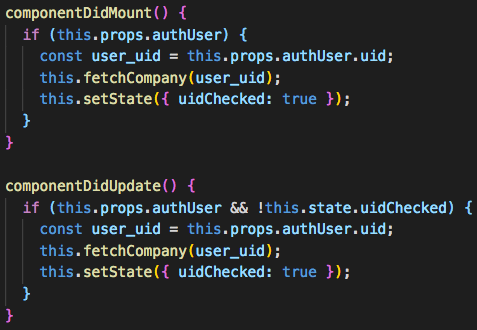 componentDidMount() {
  if (this.props.authUser) {
    const user_uid = this.props.authUser.uid;
    this.fetchCompany(user_uid);
    this.setState({ uidChecked: true });
  }
}

componentDidUpdate() {
  if (this.props.authUser && !this.state.uidChecked) {
    const user_uid = this.props.authUser.uid;
    this.fetchCompany(user_uid);
    this.setState({ uidChecked: true });
  }
}